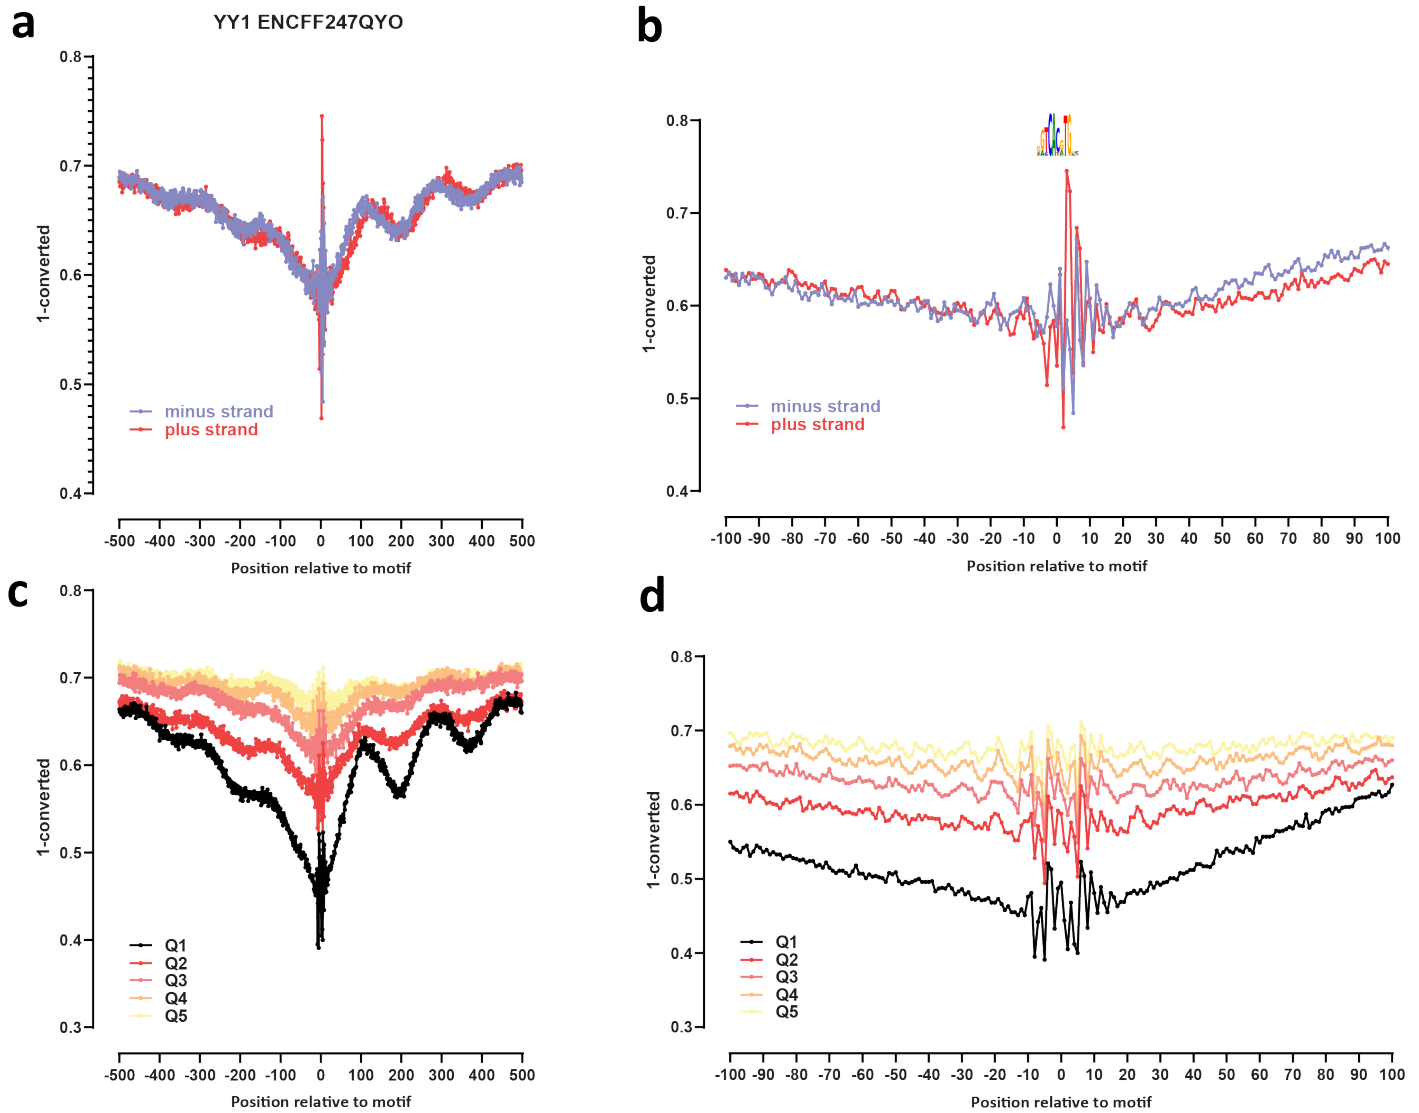 a
YY1 ENCFF247QYO
0.8
0.7
0.6
0.5
0.4
1-converted
minus strand
plus strand
-500 -400 -300 -200 -100 0 100 200 300 400 500
Position relative to motif
b
0.8
0.7
0.6
0.5
0.4
1-converted
minus strand
plus strand
-100 -90 -80 -70 -60 -50 -40 -30 -20 -10 0 10 20 30 40 50 60 70 80 90 100
Position relative to motif
c
0.8
0.7
0.6
0.5
0.4
0.3
1-converted
Q1
Q2
Q3
Q4
Q5
-500 -400 -300 -200 -100 0 100 200 300 400 500
Position relative to motif
d
0.8
0.7
0.6
0.5
0.4
0.3
1-converted
Q1
Q2
Q3
Q4
Q5
-100 -90 -80 -70 -60 -50 -40 -30 -20 -10 0 10 20 30 40 50 60 70 80 90 100
Position relative to motif